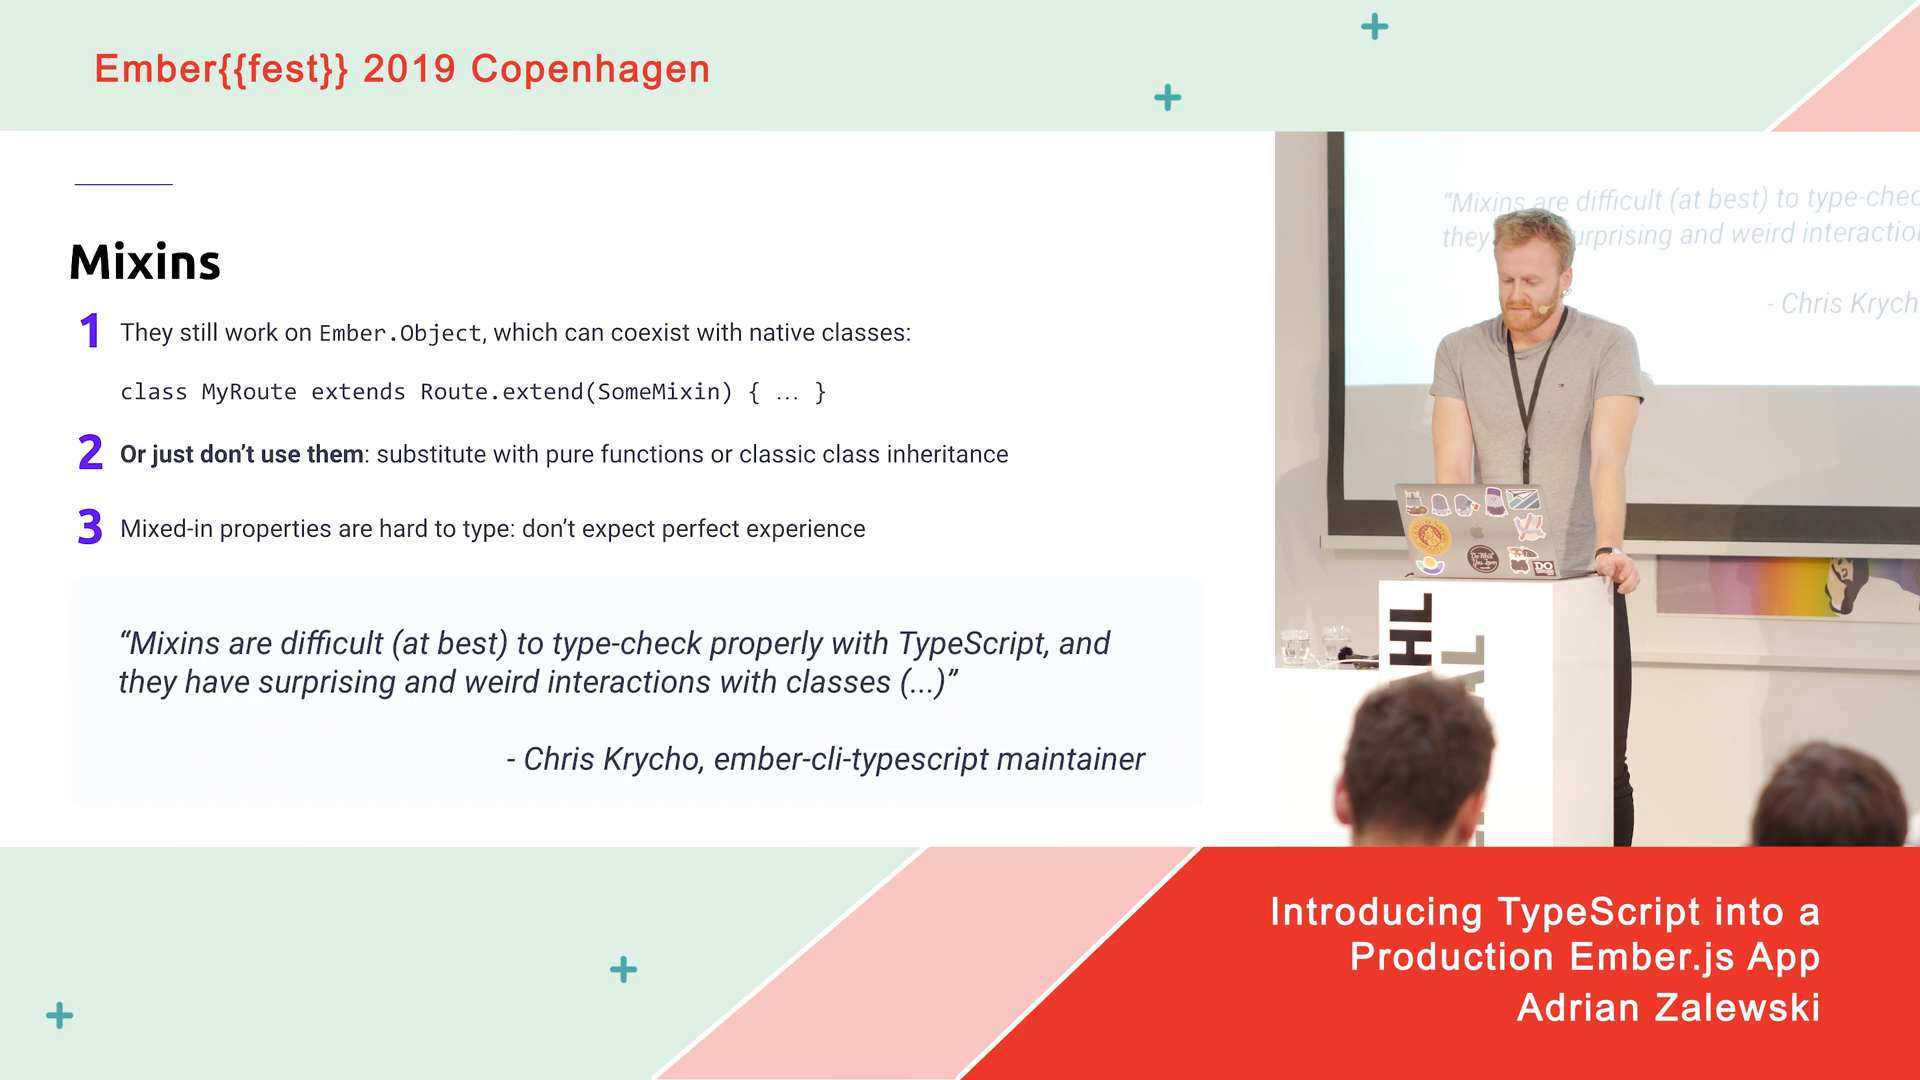 Ember{{fest}} 2019 Copenhagen
Mixins
1 They still work on Ember.Object, which can coexist with native classes:
class MyRoute extends Route.extend(SomeMixin) { ... }
2 Or just don’t use them: substitute with pure functions or classic class inheritance
3 Mixed-in properties are hard to type: don’t expect perfect experience
“Mixins are difficult (at best) to type-check properly with TypeScript, and
they have surprising and weird interactions with classes (...)”
- Chris Krycho, ember-cli-typescript maintainer
“Mixins are difficult (at best) to type-chec
they urprising and weird interaction
- Chris Krych
DO
HL
Introducing TypeScript into a
Production Ember.js App
Adrian Zalewski